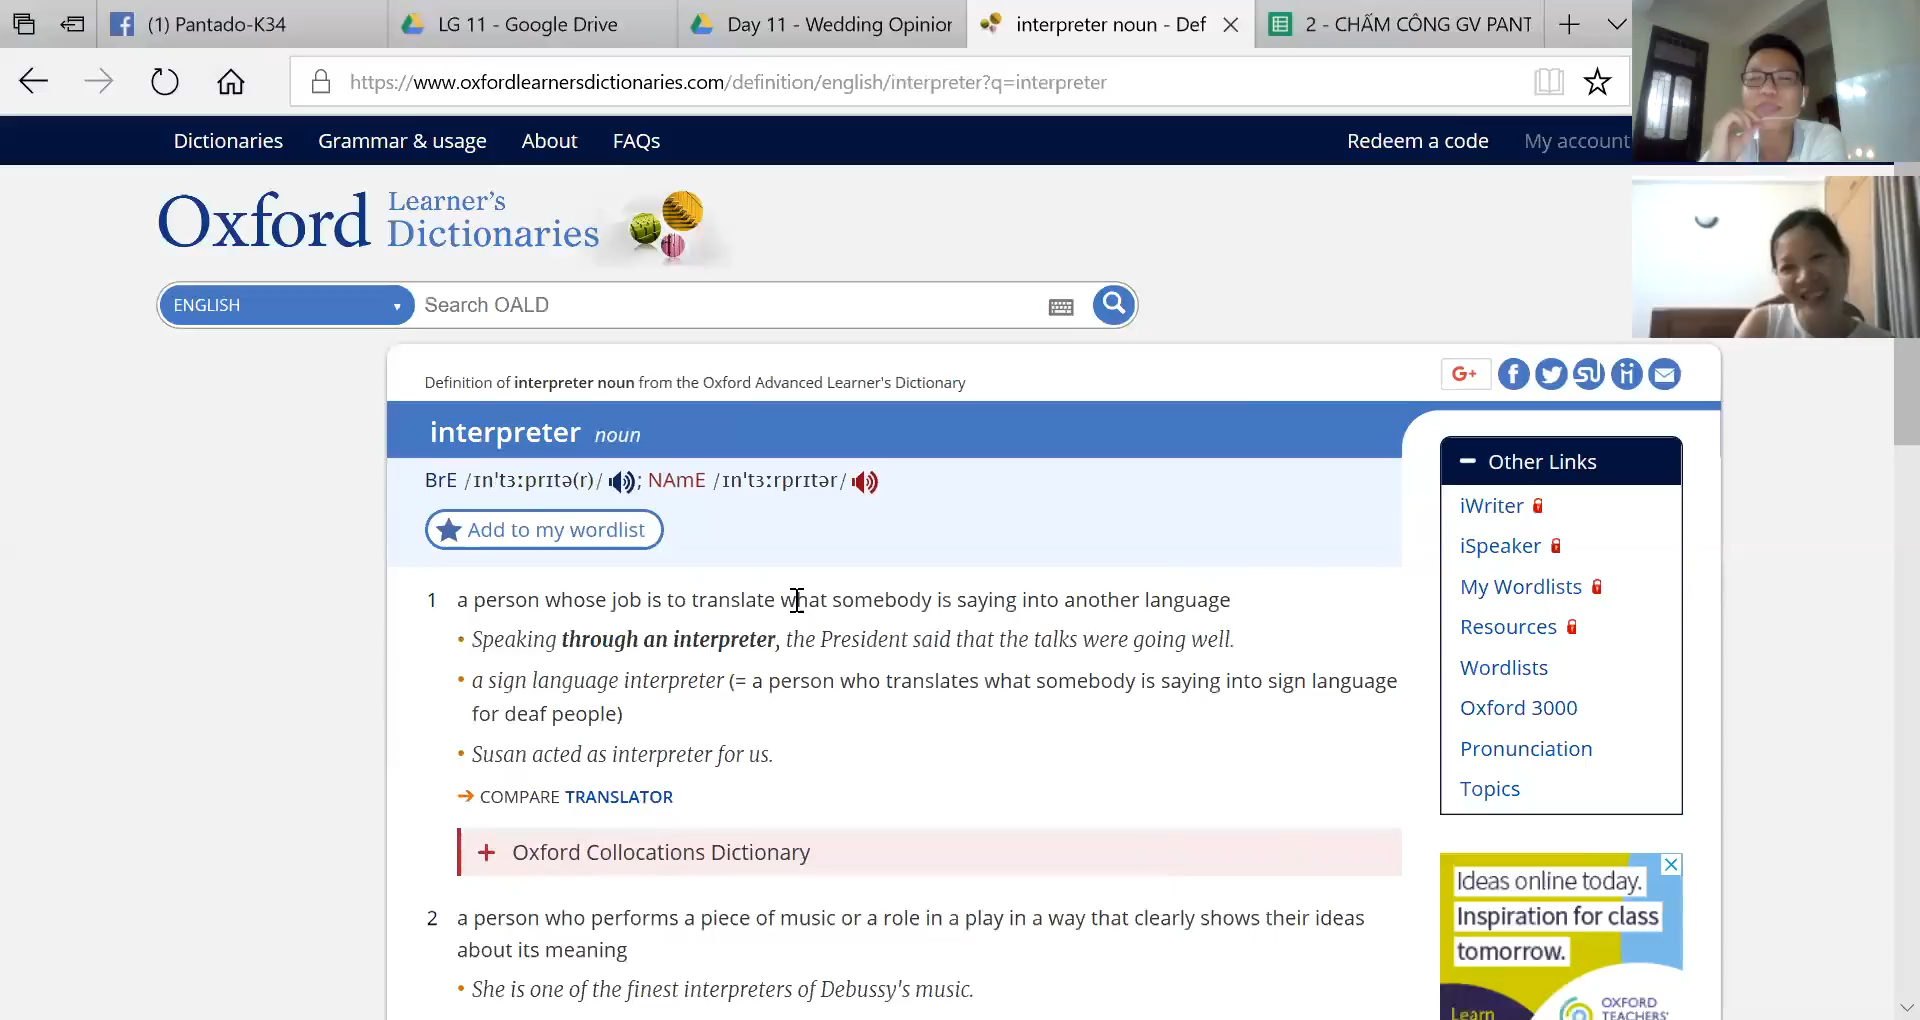 (1) Pantado-K34
LG 11 - Google Drive
Day 11 - Wedding Opinion
interpreter noun - Def
2 - CHẤM CÔNG GV PANT
https://www.oxfordlearnersdictionaries.com/definition/english/interpreter?q=interpreter
Dictionaries
Grammar & usage
About
FAQs
Redeem a code
My account
Oxford
Learner's
Dictionaries
ENGLISH
Search OALD
Definition of interpreter noun from the Oxford Advanced Learner's Dictionary
G+
interpreter noun
BrE /ɪnˈtɜːprɪtə(r)/ ; NAmE /ɪnˈtɜːrprɪtər/
Add to my wordlist
1 a person whose job is to translate what somebody is saying into another language
• Speaking through an interpreter, the President said that the talks were going well.
• a sign language interpreter (= a person who translates what somebody is saying into sign language
for deaf people)
• Susan acted as interpreter for us.
→ COMPARE TRANSLATOR
+ Oxford Collocations Dictionary
2 a person who performs a piece of music or a role in a play in a way that clearly shows their ideas
about its meaning
• She is one of the finest interpreters of Debussy's music.
Other Links
iWriter
iSpeaker
My Wordlists
Resources
Wordlists
Oxford 3000
Pronunciation
Topics
Ideas online today.
Inspiration for class
tomorrow.
Learn
OXFORD
TEACHERS'